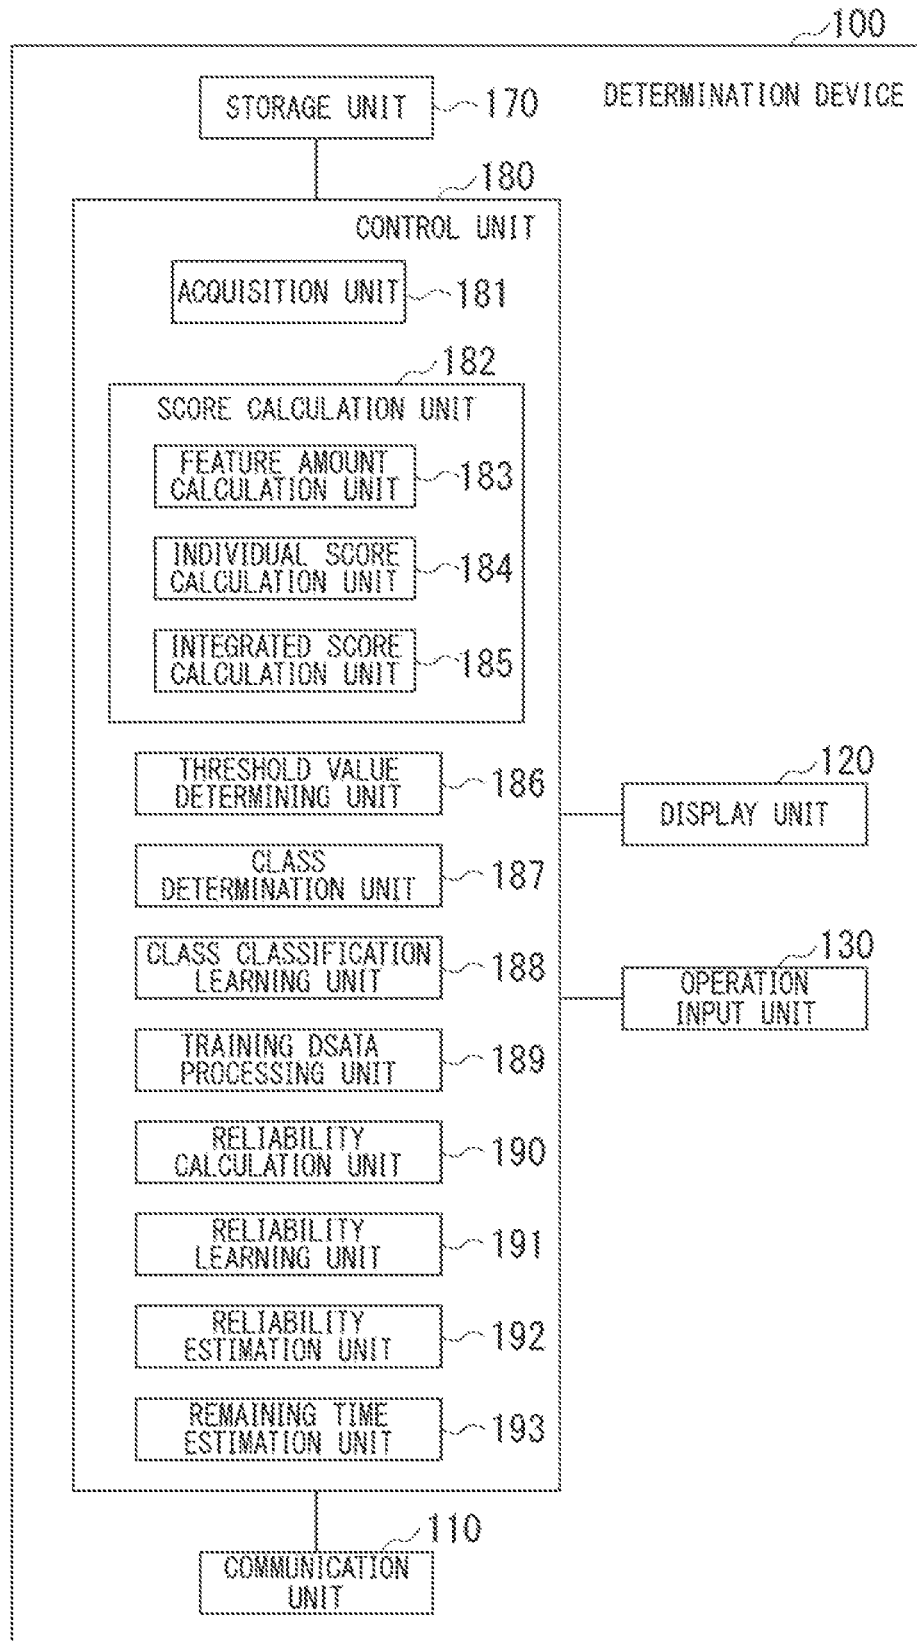 100
DETERMINATION DEVICE
STORAGE UNIT
170
180
CONTROL UNIT
ACQUISITION UNIT
181
182
SCORE CALCULATION UNIT
FEATURE AMOUNT
CALCULATION UNIT
183
INDIVIDUAL SCORE
CALCULATION UNIT
184
INTEGRATED SCORE
CALCULATION UNIT
185
THRESHOLD VALUE
DETERMINING UNIT
186
120
DISPLAY UNIT
CLASS
DETERMINATION UNIT
187
CLASS CLASSIFICATION
LEARNING UNIT
188
130
OPERATION
INPUT UNIT
TRAINING DSATA
PROCESSING UNIT
189
RELIABILITY
CALCULATION UNIT
190
RELIABILITY
LEARNING UNIT
191
RELIABILITY
ESTIMATION UNIT
192
REMAINING TIME
ESTIMATION UNIT
193
110
COMMUNICATION
UNIT